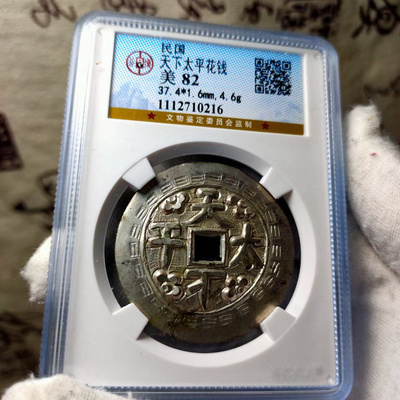 民国
天下太平花钱
美 82
37.4*1.6mm,4.6g
1112710216
★ 文物鉴定委员会监制 ★
天下太平